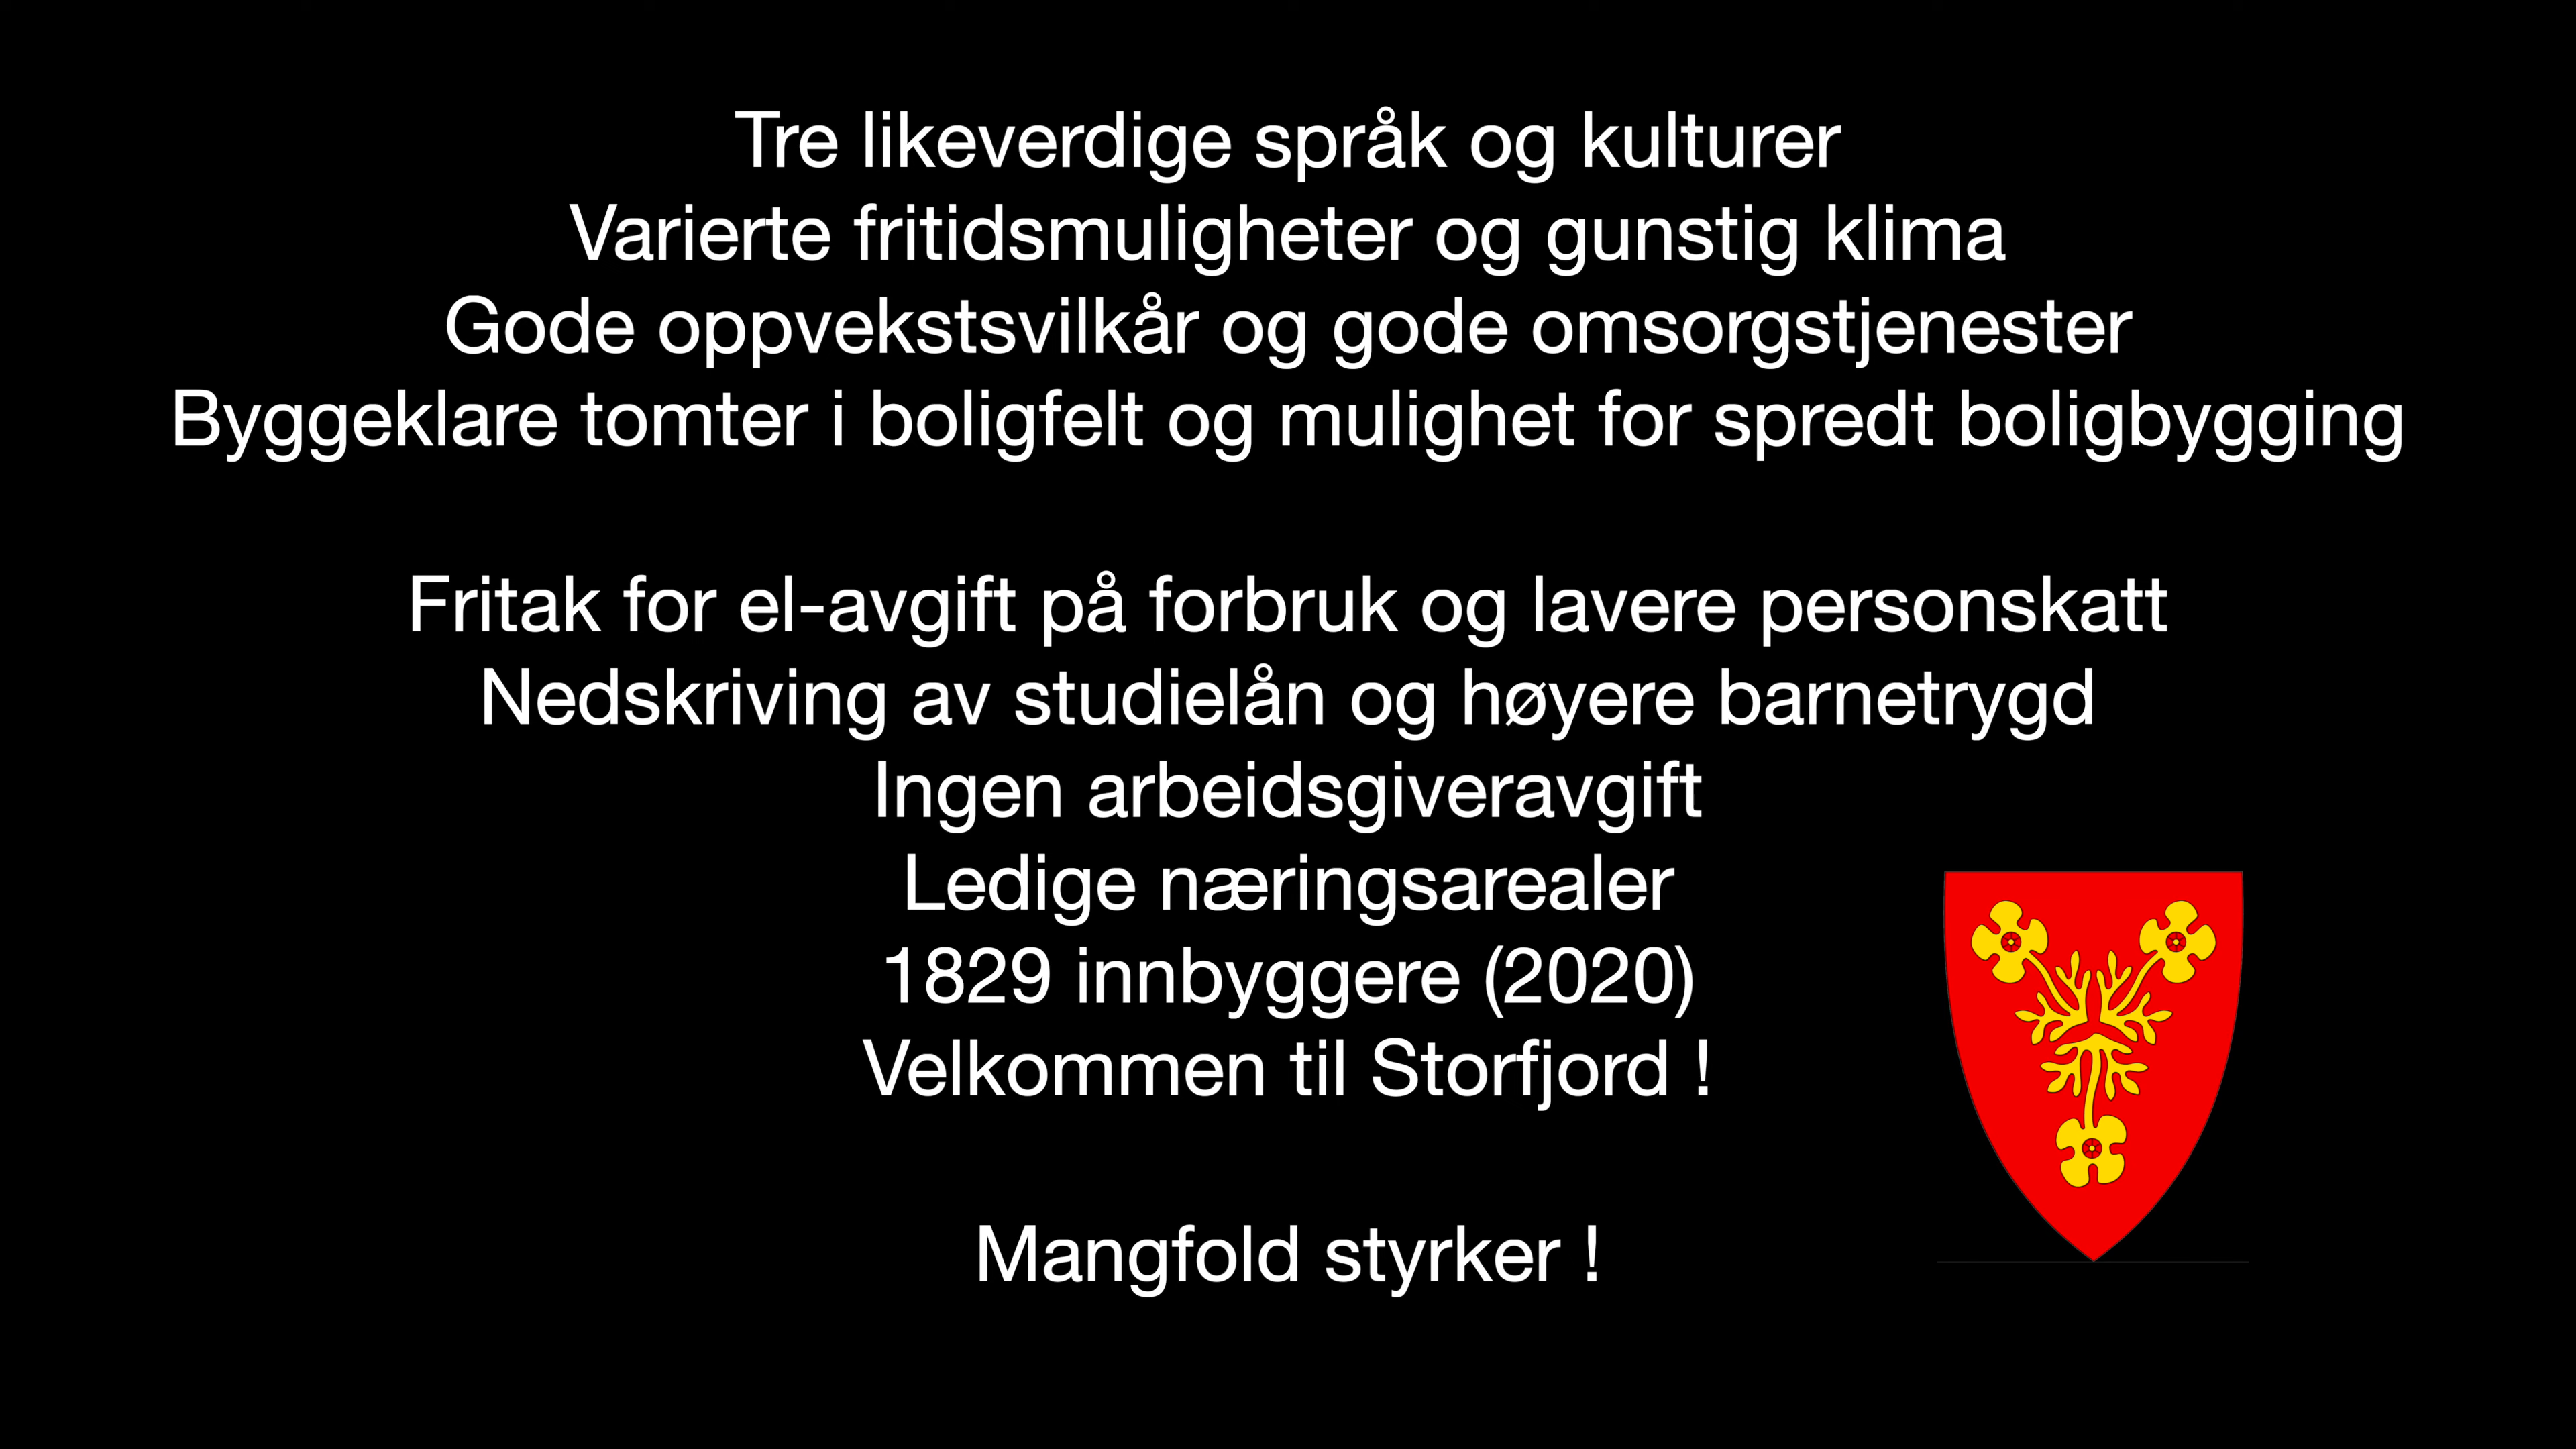 Tre likeverdige språk og kulturer
Varierte fritidsmuligheter og gunstig klima
Gode oppvekstsvilkår og gode omsorgstjenester
Byggeklare tomter i boligfelt og mulighet for spredt boligbygging
Fritak for el-avgift på forbruk og lavere personskatt
Nedskriving av studielån og høyere barnetrygd
Ingen arbeidsgiveravgift
Ledige næringsarealer
1829 innbyggere (2020)
Velkommen til Storfjord !
Mangfold styrker !